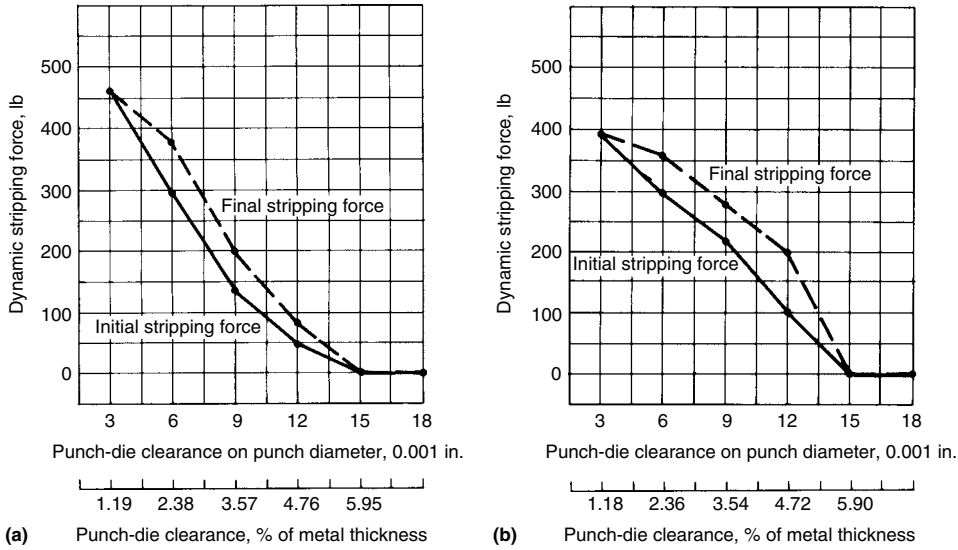 Dynamic stripping force, lb
500
400
300
200
100
0
Final stripping force
Initial stripping force
3 6 9 12 15 18
Punch-die clearance on punch diameter, 0.001 in.
1.19 2.38 3.57 4.76 5.95
(a) Punch-die clearance, % of metal thickness
Dynamic stripping force, lb
500
400
300
200
100
0
Final stripping force
Initial stripping force
3 6 9 12 15 18
Punch-die clearance on punch diameter, 0.001 in.
1.18 2.36 3.54 4.72 5.90
(b) Punch-die clearance, % of metal thickness